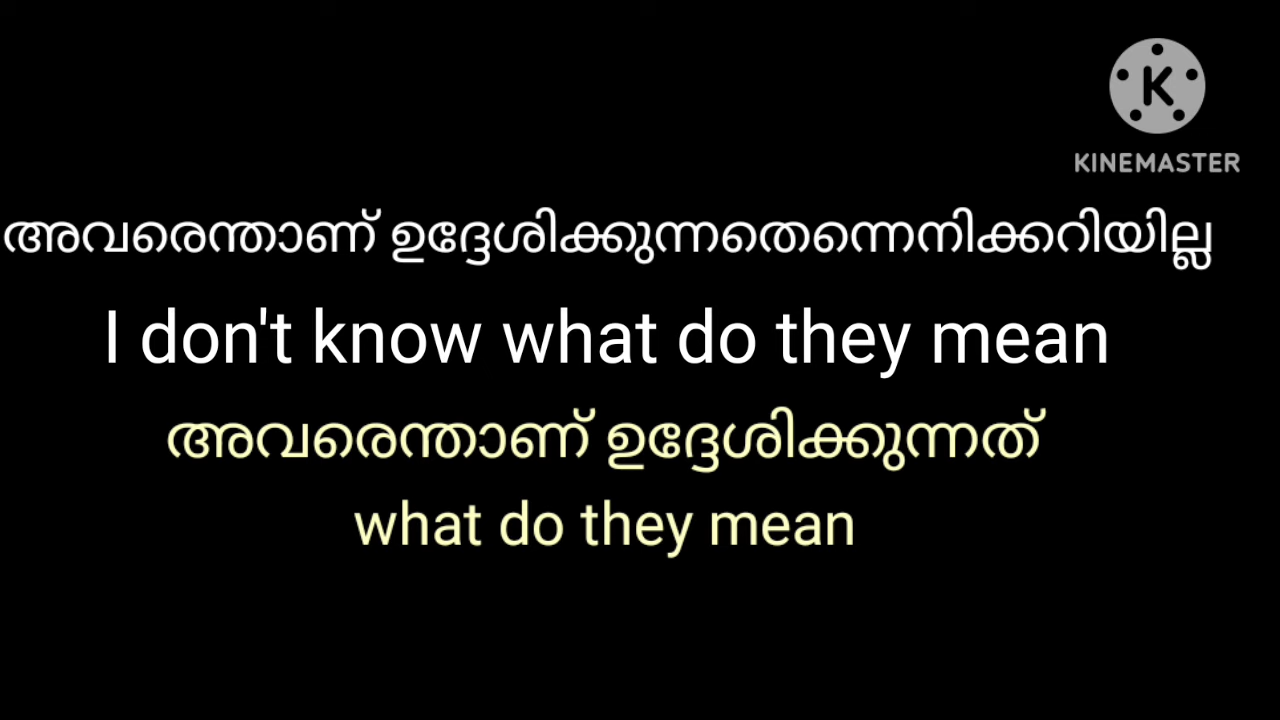 K
KINEMASTER
അവരെന്താണ് ഉദ്ദേശിക്കുന്നതെന്നെനിക്കറിയില്ല
I don't know what do they mean
അവരെന്താണ് ഉദ്ദേശിക്കുന്നത്
what do they mean